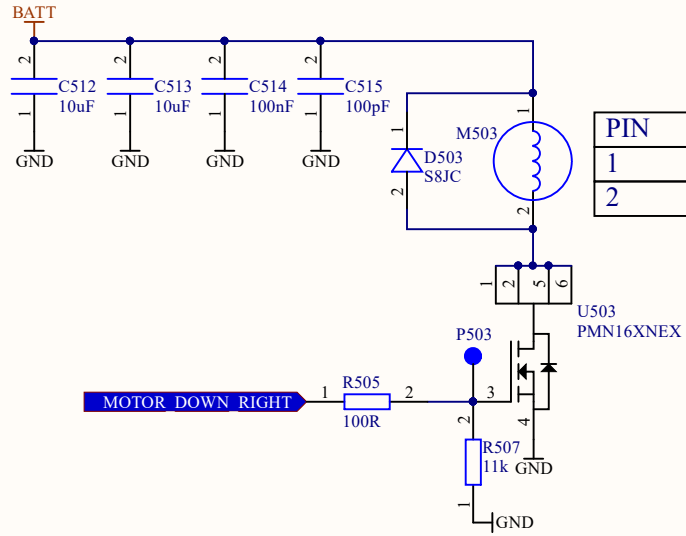 BATT
2
2
2
2
C512
10uF
C513
10uF
C514
100nF
C515
100pF
1
1
1
1
GND
GND
GND
GND
1
D503
S8JC
2
M503
1
2
PIN
1
2
1
2
5
6
U503
PMN16XNEX
P503
MOTOR_DOWN_RIGHT
1
R505
2
100R
3
4
GND
2
R507
11k
1
GND